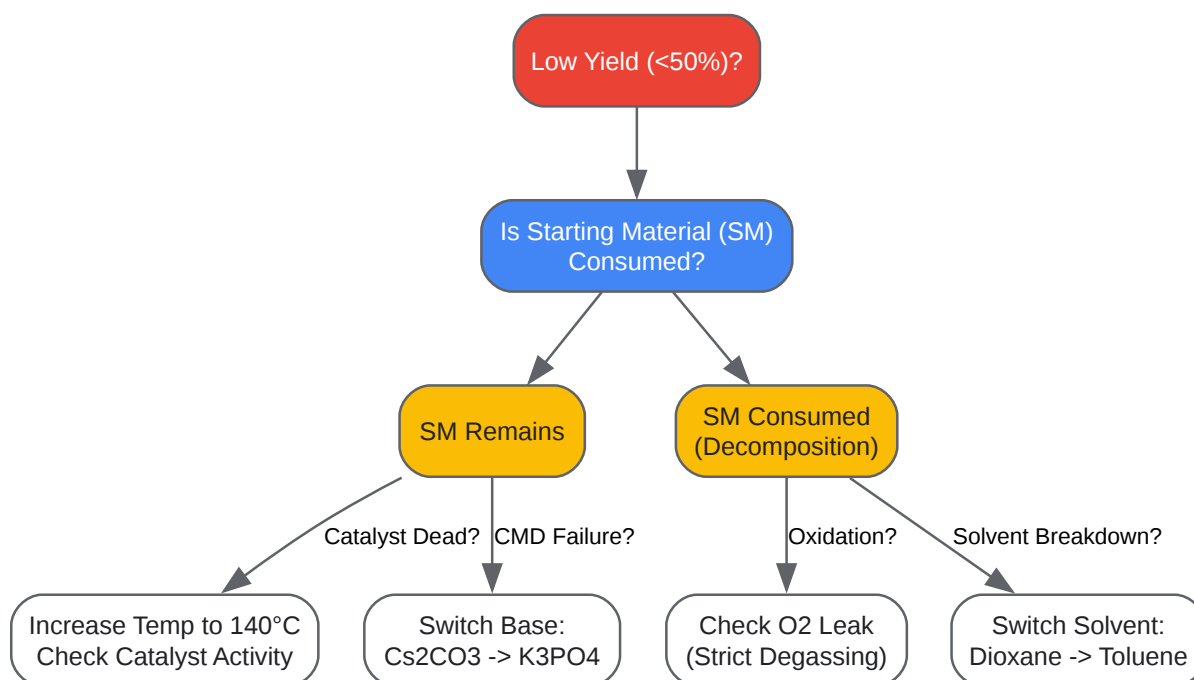 Low Yield (<50%)?
Is Starting Material (SM)
Consumed?
SM Remains
SM Consumed
(Decomposition)
Catalyst Dead?
CMD Failure?
Oxidation?
Solvent Breakdown?
Increase Temp to 140°C
Check Catalyst Activity
Switch Base:
Cs2CO3 -> K3PO4
Check O2 Leak
(Strict Degassing)
Switch Solvent:
Dioxane -> Toluene